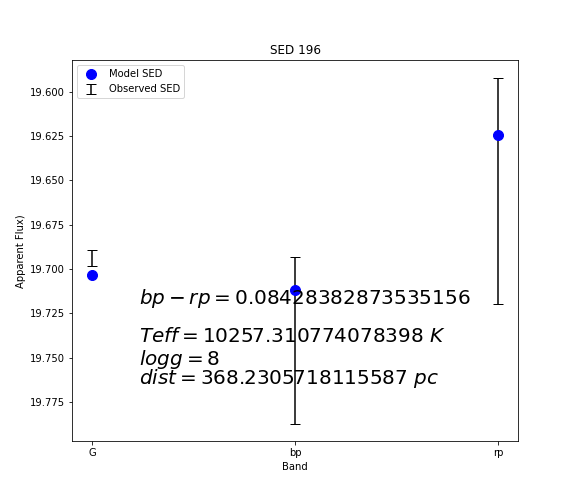 SED 196
Model SED
Observed SED
19.600
19.625
19.650
19.675
19.700
19.725
19.750
19.775
Apparent Flux)
bp − rp = 0.08428382873535156
Teff = 10257.310774078398 K
logg = 8
dist = 368.2305718115587 pc
G
bp
rp
Band